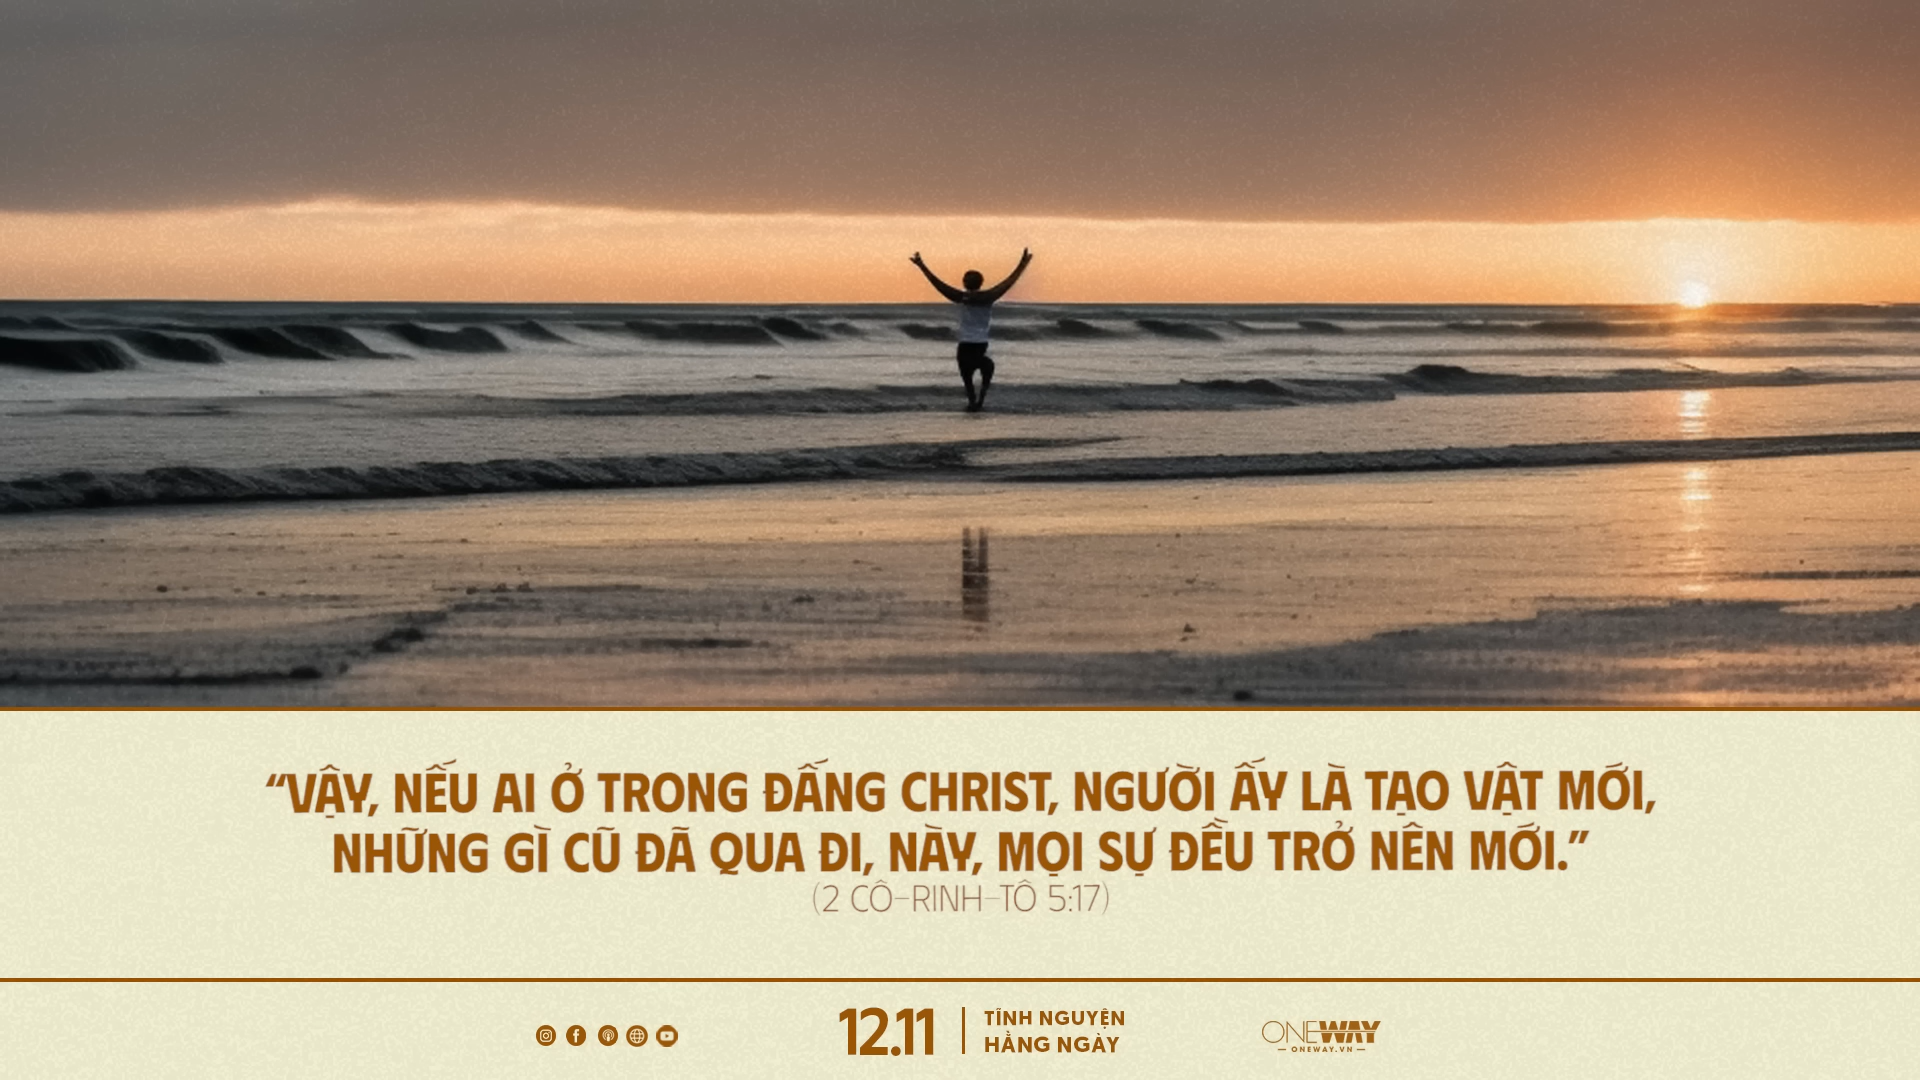 “VẬY, NẾU AI Ở TRONG ĐẤNG CHRIST, NGƯỜI ẤY LÀ TẠO VẬT MỚI,
NHỮNG GÌ CŨ ĐÃ QUA ĐI, NÀY, MỌI SỰ ĐỀU TRỞ NÊN MỚI.”
(2 CÔ-RINH-TÔ 5:17)
12.11
TĨNH NGUYỆN
HẰNG NGÀY
ONEWAY
ONEWAY.VN